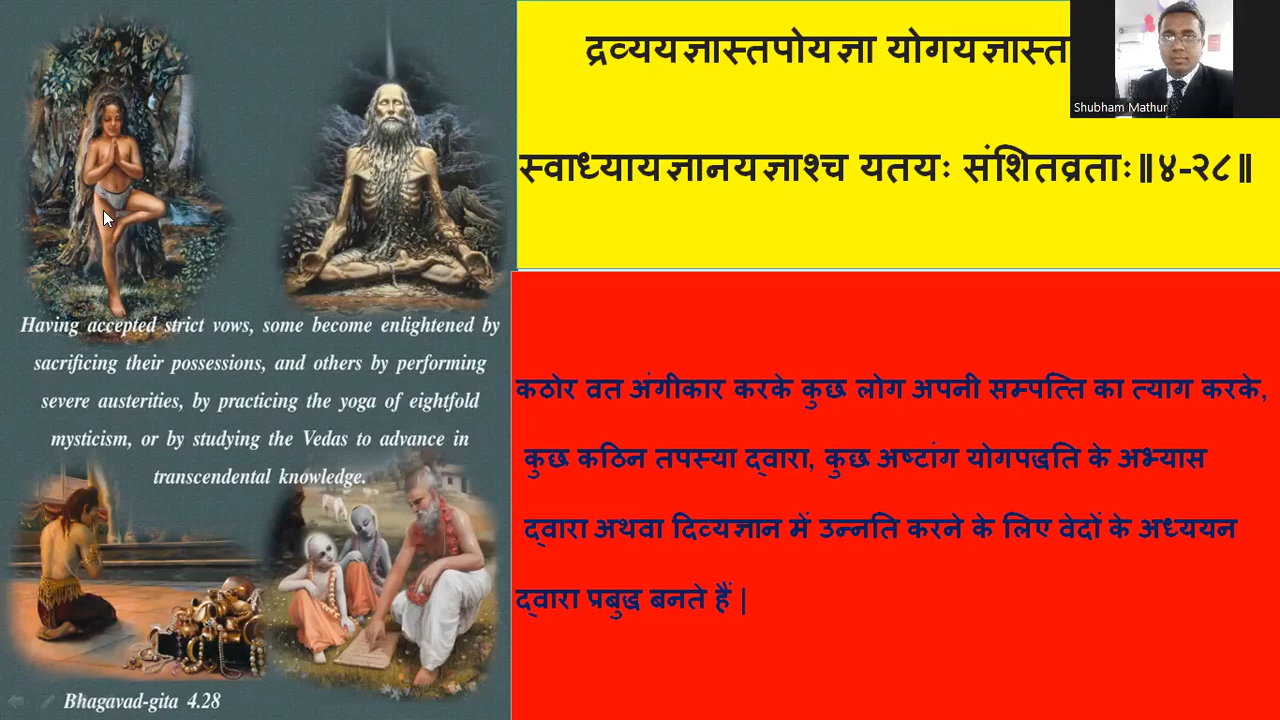 द्रव्ययज्ञास्तपोयज्ञा
Shubham Mathur
स्वाध्यायज्ञानयज्ञाश्च यतयः संशितव्रताः॥४-२८॥
Having accepted strict vows, some become enlightened by
sacrificing their possessions, and others by performing
severe austerities, by practicing the yoga of eightfold
mysticism, or by studying the Vedas to advance in
transcendental knowledge.
Bhagavad-gita 4.28
कठोर व्रत अंगीकार करके कुछ लोग अपनी सम्पत्ति का त्याग करके,
कुछ कठिन तपस्या द्वारा, कुछ अष्टांग योगपद्धति के अभ्यास
द्वारा अथवा दिव्यज्ञान में उन्नति करने के लिए वेदों के अध्ययन
द्वारा प्रबुद्ध बनते हैं |